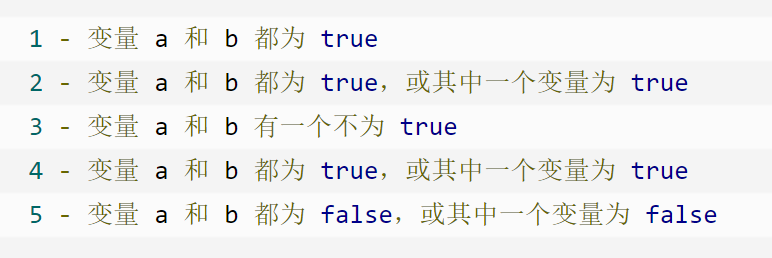 1 - 变量 a 和 b 都为 true
2 - 变量 a 和 b 都为 true，或其中一个变量为 true
3 - 变量 a 和 b 有一个不为 true
4 - 变量 a 和 b 都为 true，或其中一个变量为 true
5 - 变量 a 和 b 都为 false，或其中一个变量为 false